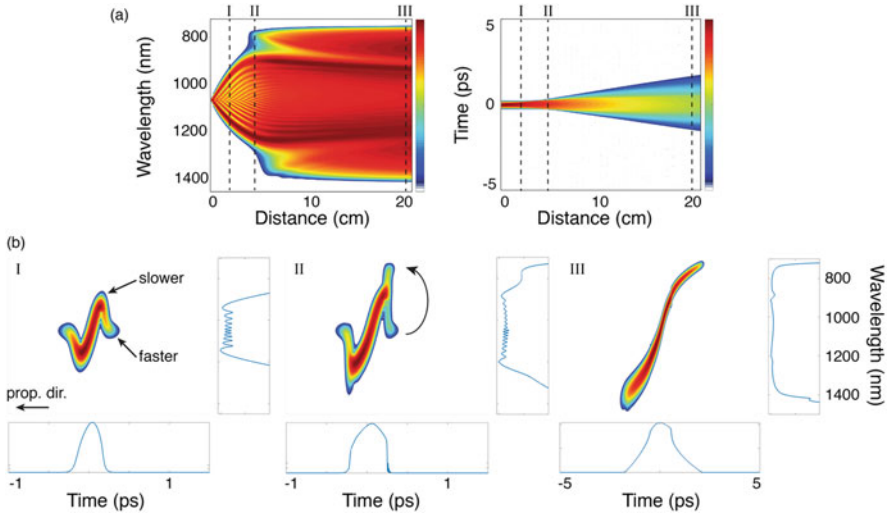 (a)
I II III
800
1000
1200
1400
Wavelength (nm)
0 10 20
Distance (cm)
I II III
5
0
-5
Time (ps)
0 10 20
Distance (cm)
(b)
I
slower
faster
prop. dir.
-1 1
Time (ps)
II
-1 1
Time (ps)
III
800
1000
1200
1400
Wavelength (nm)
-5 5
Time (ps)